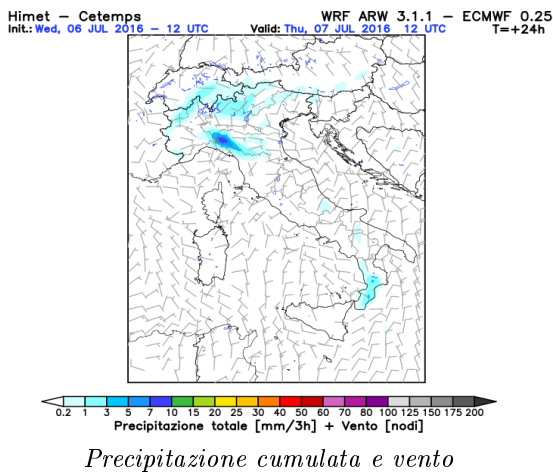 Himet – Cetemps WRF ARW 3.1.1 – ECMWF 0.25
Init.: Wed, 06 JUL 2016 – 12 UTC Valid: Thu, 07 JUL 2016 12 UTC T=+24h
0.2 1 3 5 7 10 15 20 25 30 40 50 60 70 80 100 125 150 175 200
Precipitazione totale [mm/3h] + Vento [nodi]
Precipitazione cumulata e vento